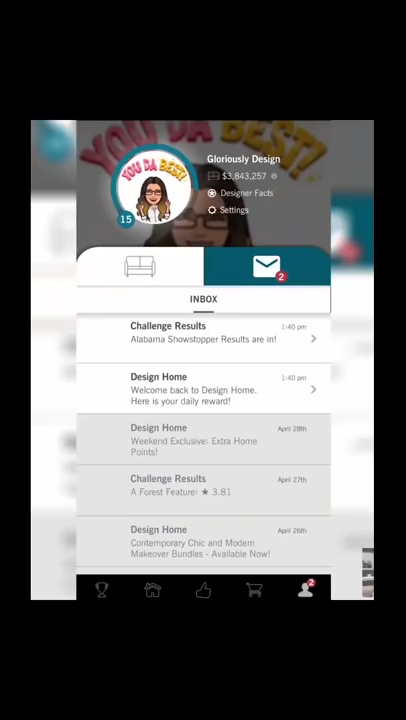 YOU DA BEST!
YOU DA BEST!
Gloriously Design
$3,843,257
Designer Facts
15
Settings
2
INBOX
Challenge Results 1:40 pm
Alabama Showstopper Results are in!
Design Home 1:40 pm
Welcome back to Design Home.
Here is your daily reward!
Design Home April 28th
Weekend Exclusive: Extra Home
Points!
Challenge Results April 27th
A Forest Feature: ★ 3.81
Design Home April 26th
Contemporary Chic and Modern
Makeover Bundles - Available Now!
2